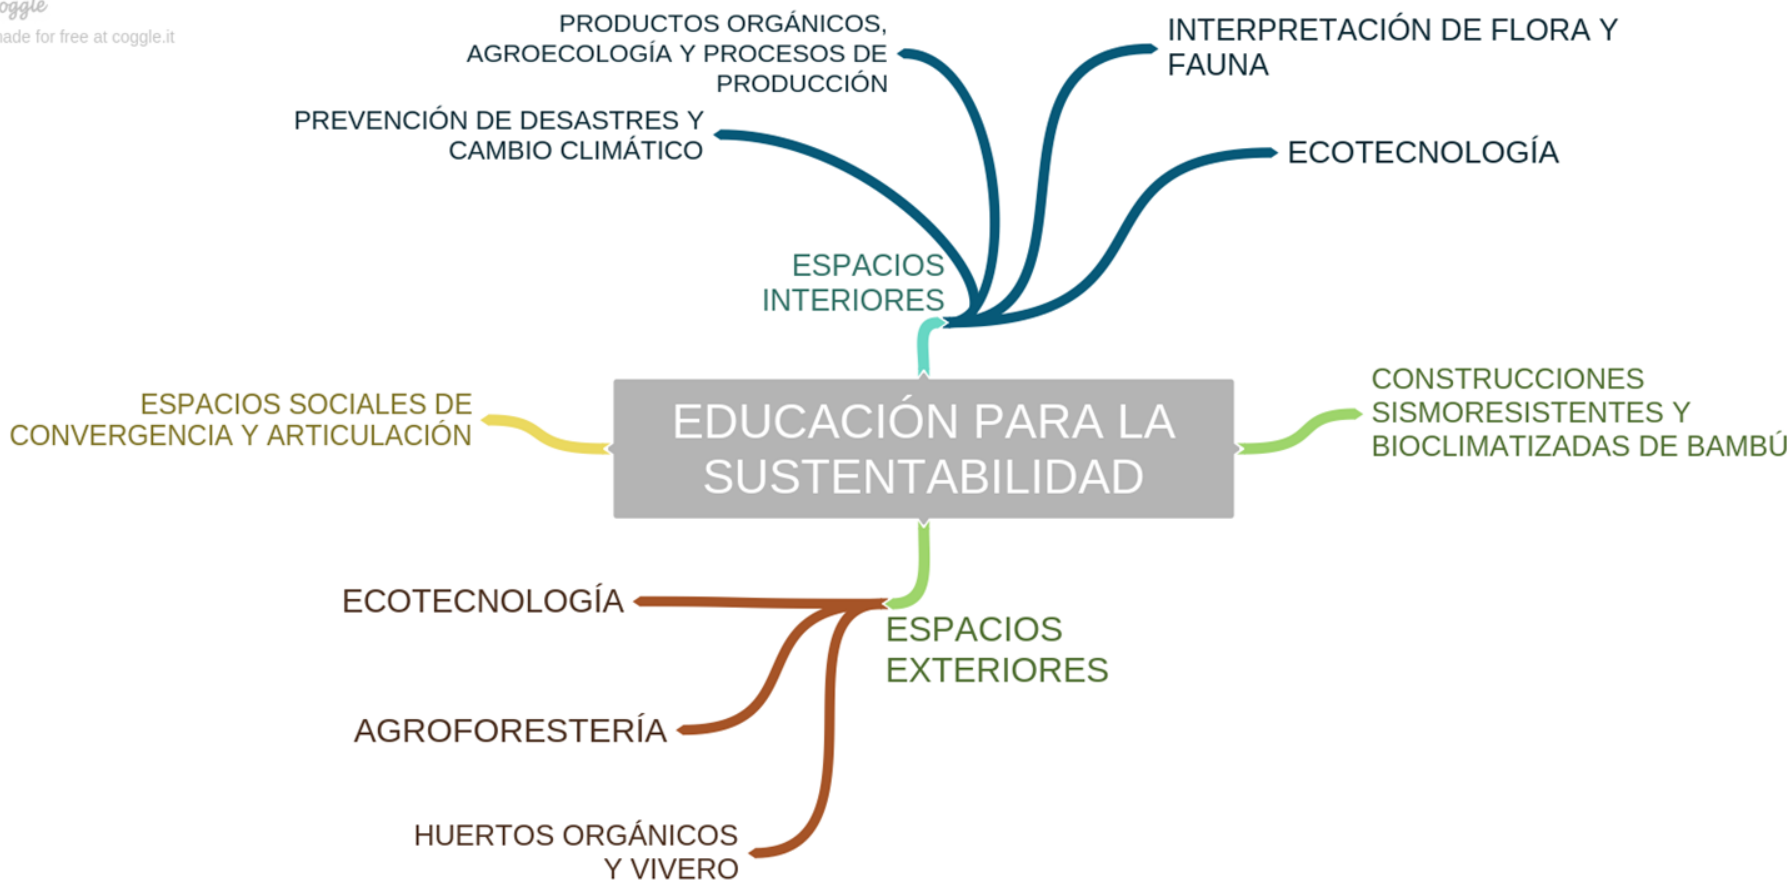 oggle
made for free at coggle.it
PRODUCTOS ORGÁNICOS,
AGROECOLOGÍA Y PROCESOS DE
PRODUCCIÓN
INTERPRETACIÓN DE FLORA Y
FAUNA
PREVENCIÓN DE DESASTRES Y
CAMBIO CLIMÁTICO
ECOTECNOLOGÍA
ESPACIOS
INTERIORES
ESPACIOS SOCIALES DE
CONVERGENCIA Y ARTICULACIÓN
EDUCACIÓN PARA LA
SUSTENTABILIDAD
CONSTRUCCIONES
SISMORESISTENTES Y
BIOCLIMATIZADAS DE BAMBÚ
ECOTECNOLOGÍA
ESPACIOS
EXTERIORES
AGROFORESTERÍA
HUERTOS ORGÁNICOS
Y VIVERO